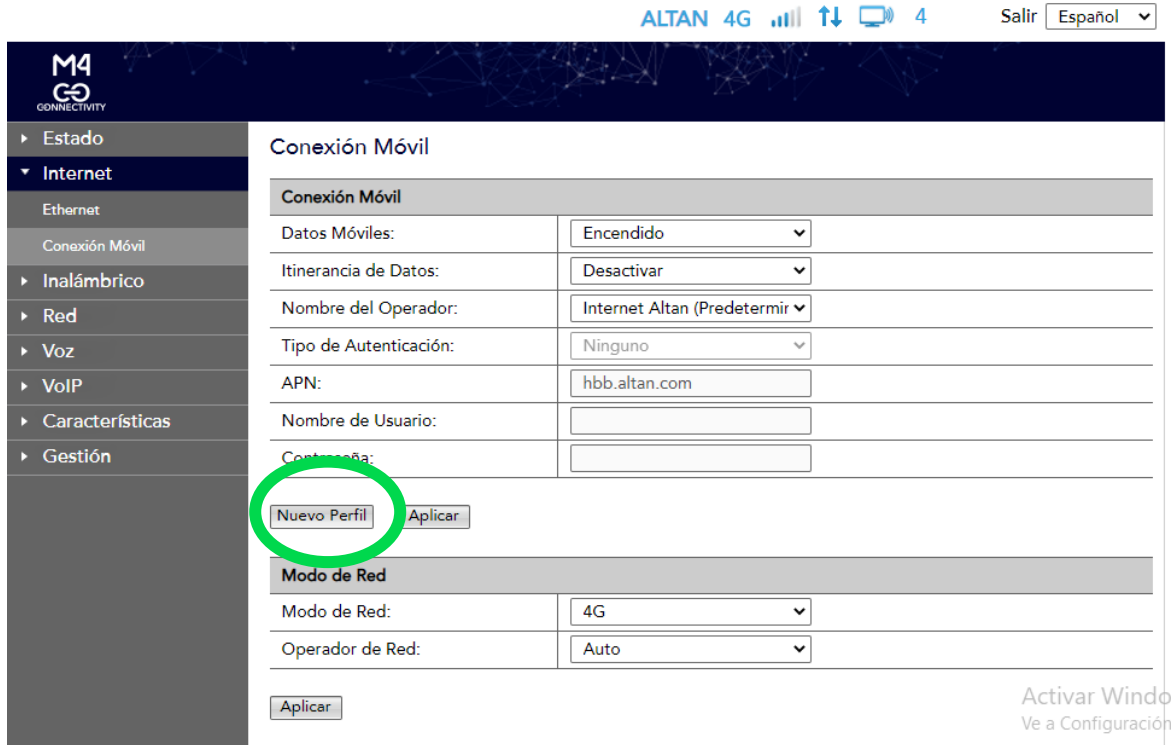 ALTAN 4G 4 Salir Español
M4
GO
CONNECTIVITY
Estado
Internet
Ethernet
Conexión Móvil
Inalámbrico
Red
Voz
VoIP
Características
Gestión
Conexión Móvil
Conexión Móvil
Datos Móviles: Encendido
Itinerancia de Datos: Desactivar
Nombre del Operador: Internet Altan (Predetermir
Tipo de Autenticación: Ninguno
APN: hbb.altan.com
Nombre de Usuario:
Contraseña:
Nuevo Perfil Aplicar
Modo de Red
Modo de Red: 4G
Operador de Red: Auto
Aplicar
Activar Windo
Ve a Configuración